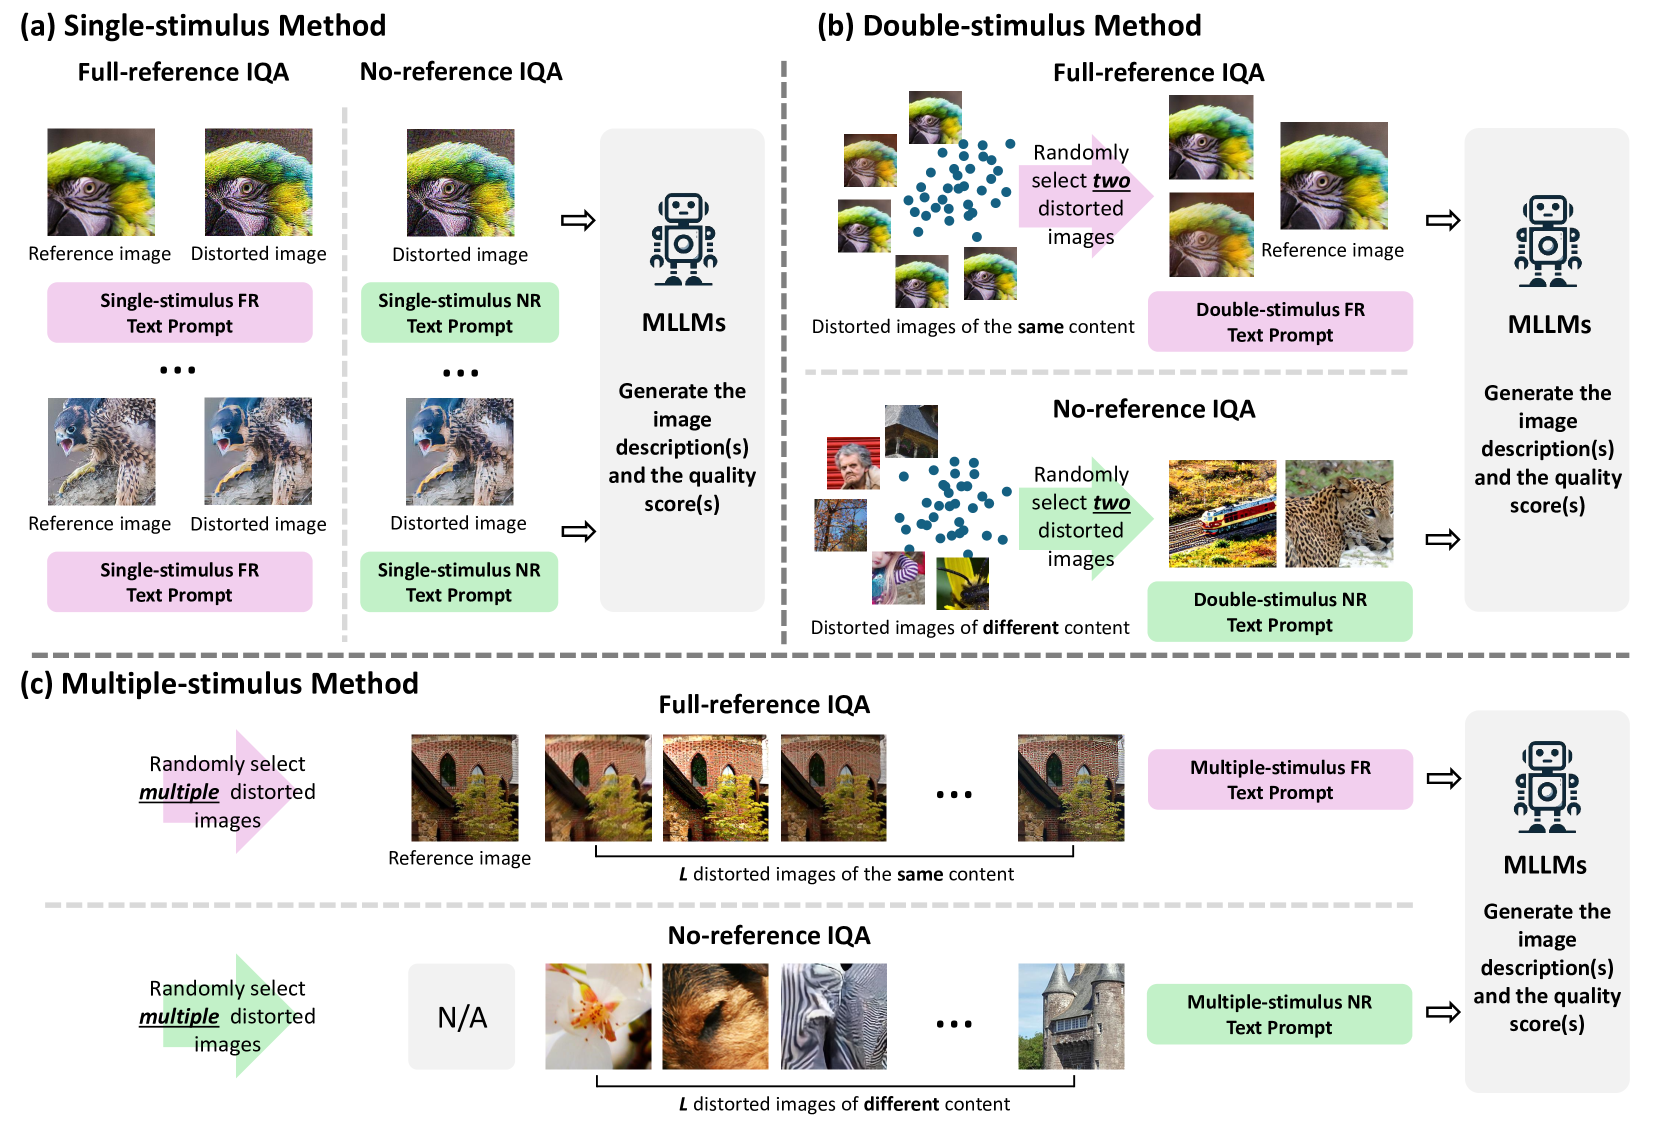 (a) Single-stimulus Method
Full-reference IQA
No-reference IQA
Reference image
Distorted image
Distorted image
Single-stimulus FR
Text Prompt
Single-stimulus NR
Text Prompt
...
...
Reference image
Distorted image
Distorted image
Single-stimulus FR
Text Prompt
Single-stimulus NR
Text Prompt
MLLMs
Generate the
image
description(s)
and the quality
score(s)
(b) Double-stimulus Method
Full-reference IQA
Randomly
select two
distorted
images
Reference image
Distorted images of the same content
Double-stimulus FR
Text Prompt
No-reference IQA
Randomly
select two
distorted
images
Distorted images of different content
Double-stimulus NR
Text Prompt
MLLMs
Generate the
image
description(s)
and the quality
score(s)
(c) Multiple-stimulus Method
Full-reference IQA
Randomly select
multiple distorted
images
Reference image
...
L distorted images of the same content
Multiple-stimulus FR
Text Prompt
No-reference IQA
Randomly select
multiple distorted
images
N/A
...
L distorted images of different content
Multiple-stimulus NR
Text Prompt
MLLMs
Generate the
image
description(s)
and the quality
score(s)